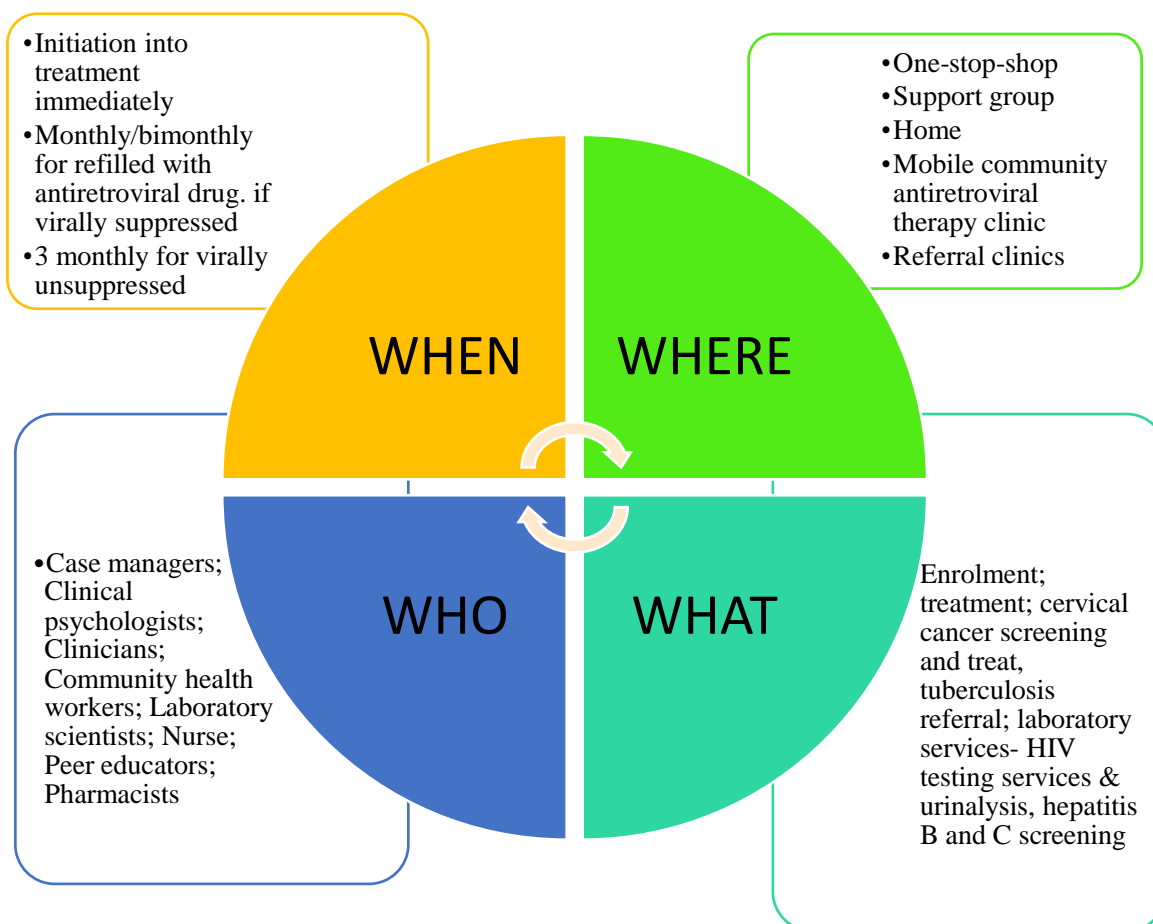 •Initiation into
treatment
immediately
•Monthly/bimonthly
for refilled with
antiretroviral drug. if
virally suppressed
•3 monthly for virally
unsuppressed
•One-stop-shop
•Support group
•Home
•Mobile community
antiretroviral
therapy clinic
•Referral clinics
WHEN
WHERE
•Case managers;
Clinical
psychologists;
Clinicians;
Community health
workers; Laboratory
scientists; Nurse;
Peer educators;
Pharmacists
WHO
WHAT
Enrolment;
treatment; cervical
cancer screening
and treat,
tuberculosis
referral; laboratory
services- HIV
testing services &
urinalysis, hepatitis
B and C screening